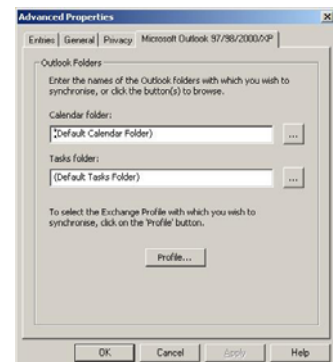 Advanced Properties
Entries General Privacy Microsoft Outlook 97/98/2000/XP
Outlook Folders
Enter the names of the Outlook folders with which you wish to
synchronise, or click the button(s) to browse.
Calendar folder:
(Default Calendar Folder)
...
Tasks folder:
(Default Tasks Folder)
...
To select the Exchange Profile with which you wish to
synchronise, click on the 'Profile' button.
Profile...
OK Cancel Apply Help